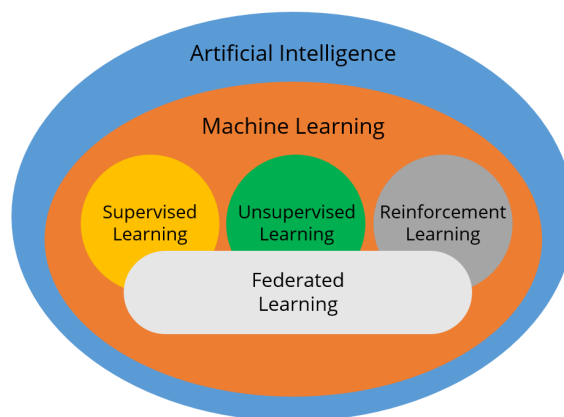 Artificial Intelligence
Machine Learning
Supervised
Learning
Unsupervised
Learning
Reinforcement
Learning
Federated
Learning